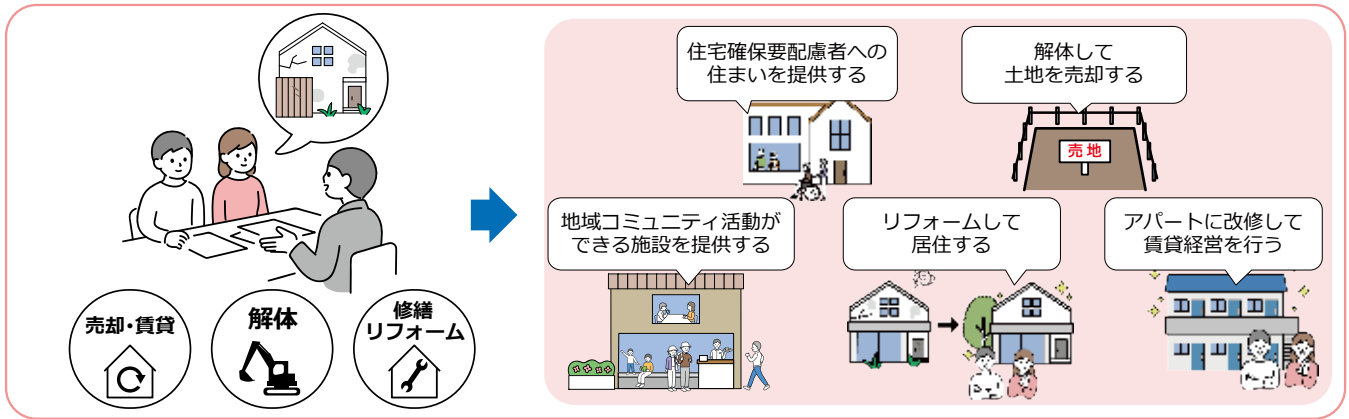 住宅確保要配慮者への
住まいを提供する
解体して
土地を売却する
売地
地域コミュニティ活動が
できる施設を提供する
リフォームして
居住する
アパートに改修して
賃貸経営を行う
売却・賃貸
解体
修繕
リフォーム